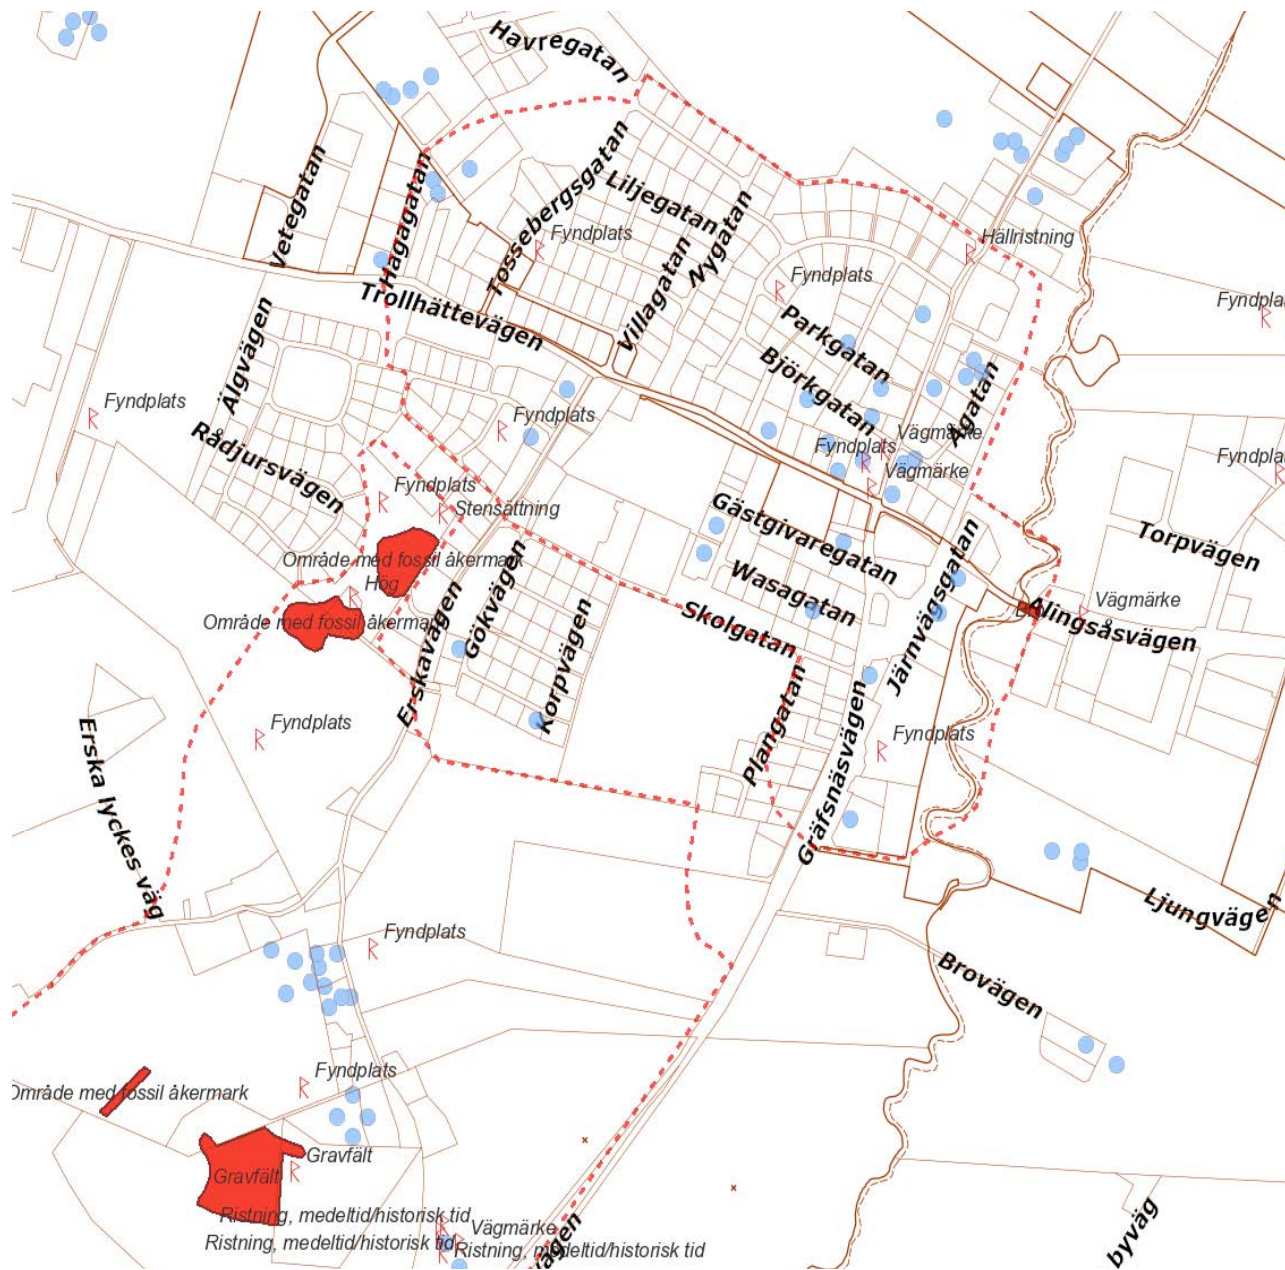 Havregatan
Vetegatan
Hagagatan
Tossebergsgatan
Liljegatan
Nygatan
Fyndplats
Hällristning
Villagatan
Fyndplats
Trollhättevägen
Parkgatan
Björkgatan
Älgvägen
Ågatan
Fyndplats
Fyndplats
Vägmärke
Fyndplats
Rådjursvägen
Vägmärke
Fyndplats
Stensättning
Gästgivaregatan
Torpvägen
Område med fossil åkermark
Hög
Wasagatan
Område med fossil åkermark
Skolgatan
Järnvägsgatan
Vägmärke
Alingsåsvägen
Erskavägen
Gökvägen
Korpvägen
Fyndplats
Plangatan
Gräfsnäsvägen
Fyndplats
Erska lyckes väg
Ljungvägen
Fyndplats
Brovägen
Fyndplats
Område med fossil åkermark
Gravfält
Gravfält
Ristning, medeltid/historisk tid
Vägmärke
Ristning, medeltid/historisk tid
Ristning, medeltid/historisk tid
byväg